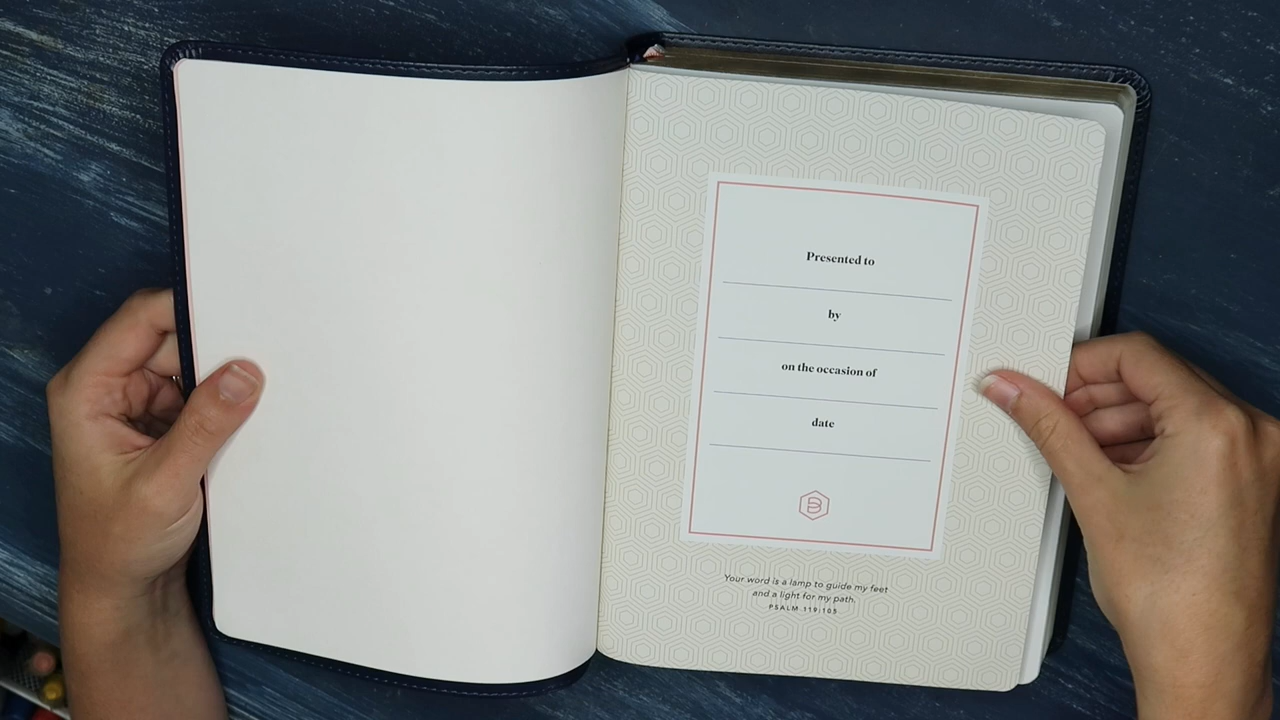 Presented to
by
on the occasion of
date
B
Your word is a lamp to guide my feet
and a light for my path.
PSALM 119:105